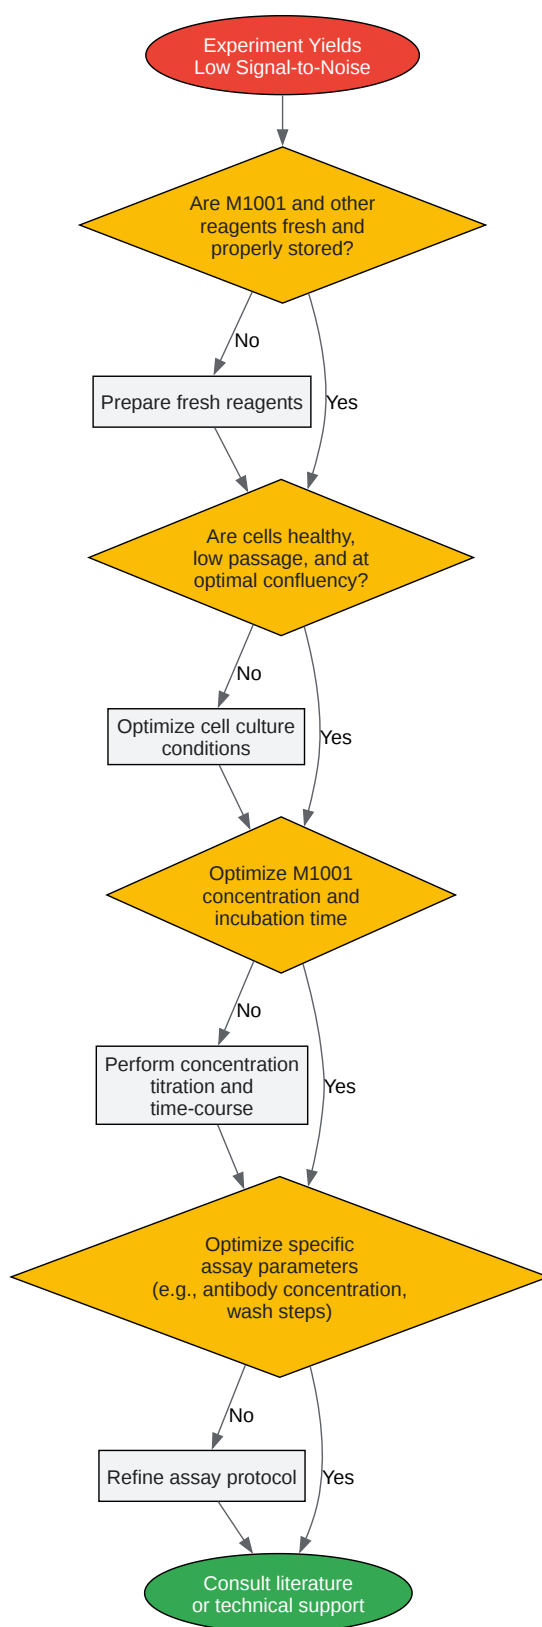 Experiment Yields
Low Signal-to-Noise
Are M1001 and other
reagents fresh and
properly stored?
No
Prepare fresh reagents
Yes
Are cells healthy,
low passage, and at
optimal confluency?
No
Optimize cell culture
conditions
Yes
Optimize M1001
concentration and
incubation time
No
Perform concentration
titration and
time-course
Yes
Optimize specific
assay parameters
(e.g., antibody concentration,
wash steps)
No
Refine assay protocol
Yes
Consult literature
or technical support